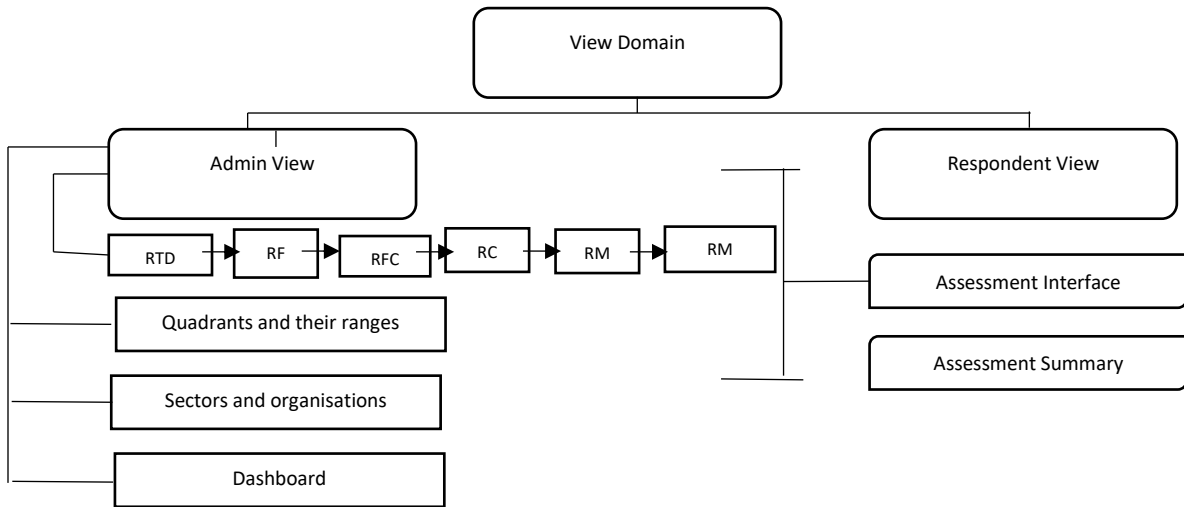 View Domain
Admin View
Respondent View
RTD
RF
RFC
RC
RM
RM
Assessment Interface
Quadrants and their ranges
Assessment Summary
Sectors and organisations
Dashboard